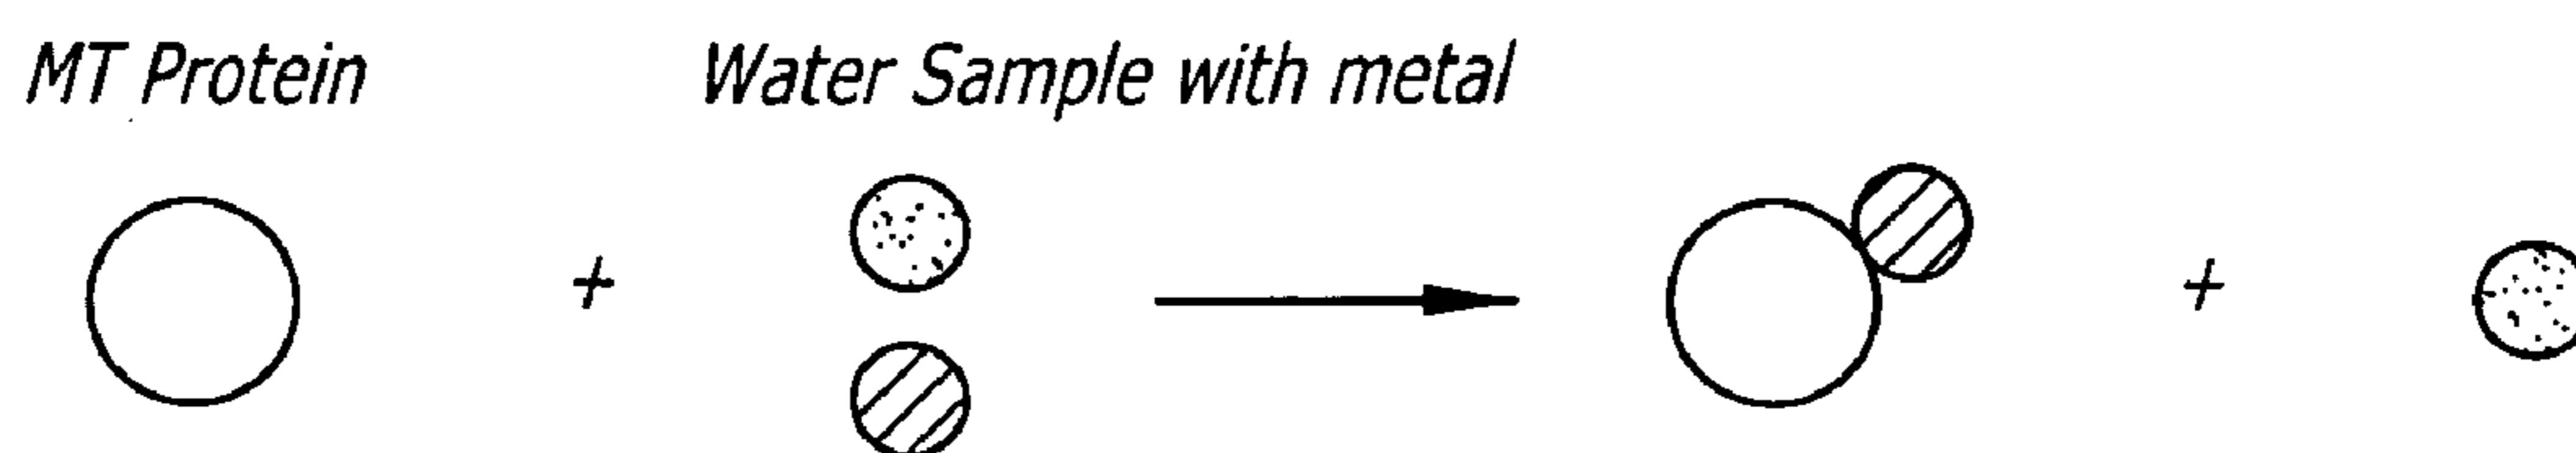 MT Protein
Water Sample with metal
+
+